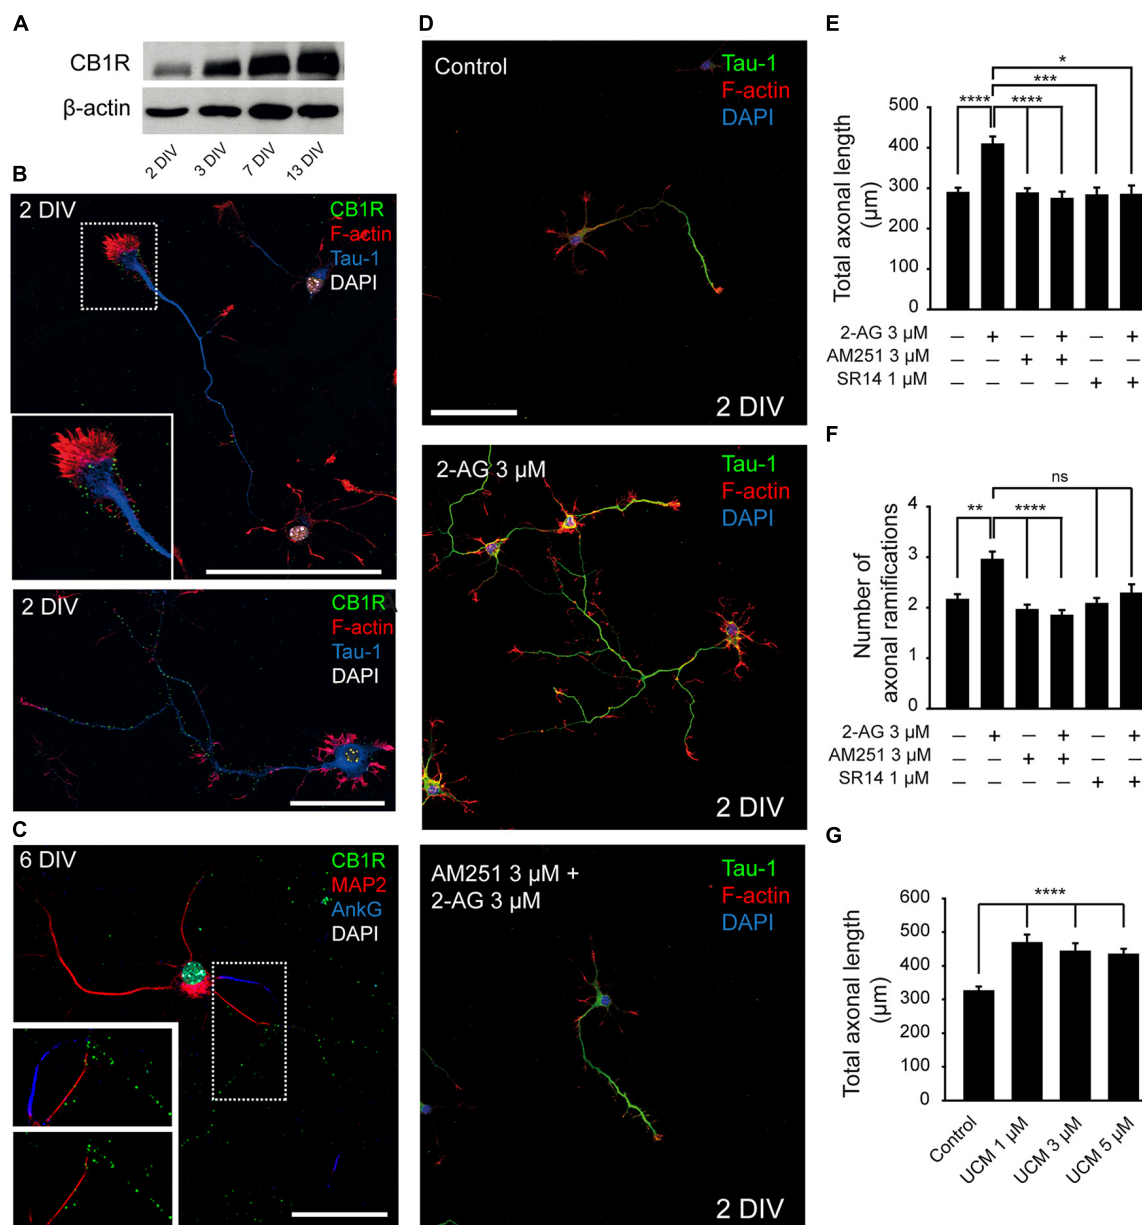 A
CB1R
β-actin
2 DIV
3 DIV
7 DIV
13 DIV
B
2 DIV
CB1R
F-actin
Tau-1
DAPI
2 DIV
CB1R
F-actin
Tau-1
DAPI
C
6 DIV
CB1R
MAP2
AnkG
DAPI
D
Control
Tau-1
F-actin
DAPI
2 DIV
2-AG 3 µM
Tau-1
F-actin
DAPI
2 DIV
AM251 3 µM +
2-AG 3 µM
Tau-1
F-actin
DAPI
2 DIV
E
*
***
**** ****
Total axonal length
(µm)
500
400
300
200
100
0
2-AG 3 µM – + – + – +
AM251 3 µM – – + + – –
SR14 1 µM – – – – + +
F
ns
** ****
Number of
axonal ramifications
4
3
2
1
0
2-AG 3 µM – + – + – +
AM251 3 µM – – + + – –
SR14 1 µM – – – – + +
G
****
Total axonal length
(µm)
600
500
400
300
200
100
0
Control
UCM 1 µM
UCM 3 µM
UCM 5 µM